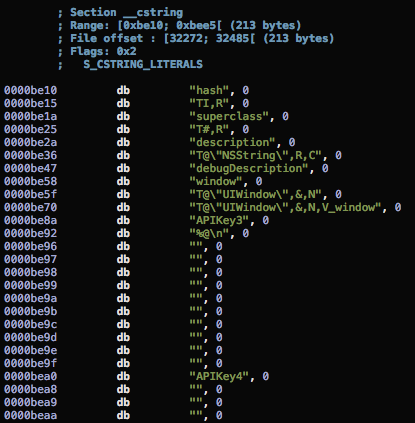 ; Section __cstring
; Range: [0xbe10; 0xbee5[ (213 bytes)
; File offset : [32272; 32485[ (213 bytes)
; Flags: 0x2
;   S_CSTRING_LITERALS
0000be10 db "hash", 0
0000be15 db "TI,R", 0
0000be1a db "superclass", 0
0000be25 db "T#,R", 0
0000be2a db "description", 0
0000be36 db "T@\"NSString\",R,C", 0
0000be47 db "debugDescription", 0
0000be58 db "window", 0
0000be5f db "T@\"UIWindow\",&,N", 0
0000be70 db "T@\"UIWindow\",&,N,V_window", 0
0000be8a db "APIKey3", 0
0000be92 db "%@\n", 0
0000be96 db "", 0
0000be97 db "", 0
0000be98 db "", 0
0000be99 db "", 0
0000be9a db "", 0
0000be9b db "", 0
0000be9c db "", 0
0000be9d db "", 0
0000be9e db "", 0
0000be9f db "", 0
0000bea0 db "APIKey4", 0
0000bea8 db "", 0
0000bea9 db "", 0
0000beaa db "", 0